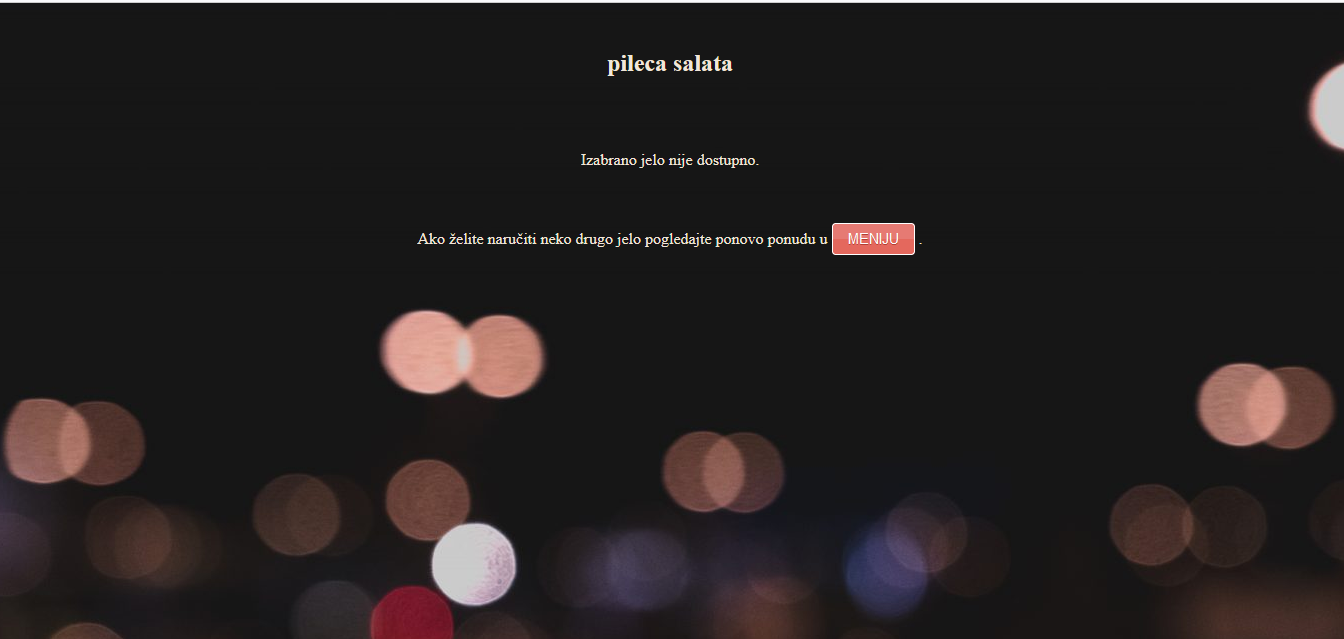 pileca salata
Izabrano jelo nije dostupno.
Ako želite naručiti neko drugo jelo pogledajte ponovo ponudu u MENIJU .